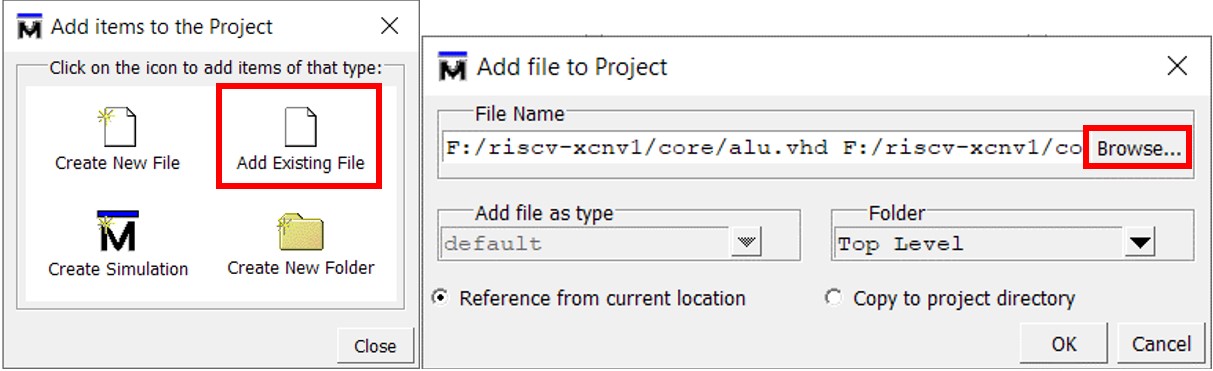 Add items to the Project
Click on the icon to add items of that type:
Create New File
Add Existing File
Create Simulation
Create New Folder
Close
Add file to Project
File Name
F:/riscv-xcnv1/core/alu.vhd F:/riscv-xcnv1/co
Browse...
Add file as type
default
Folder
Top Level
Reference from current location
Copy to project directory
OK
Cancel